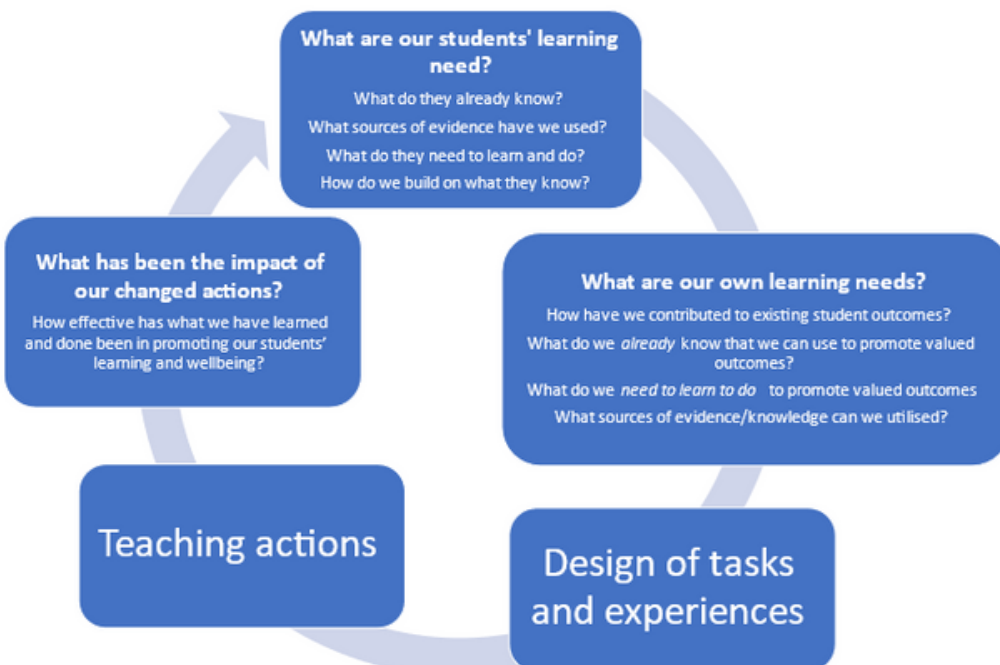 What are our students' learning
need?
What do they already know?
What sources of evidence have we used?
What do they need to learn and do?
How do we build on what they know?
What are our own learning needs?
How have we contributed to existing student outcomes?
What do we already know that we can use to promote valued
outcomes?
What do we need to learn to do to promote valued outcomes
What sources of evidence/knowledge can we utilised?
Design of tasks
and experiences
Teaching actions
What has been the impact of
our changed actions?
How effective has what we have learned
and done been in promoting our students'
learning and wellbeing?